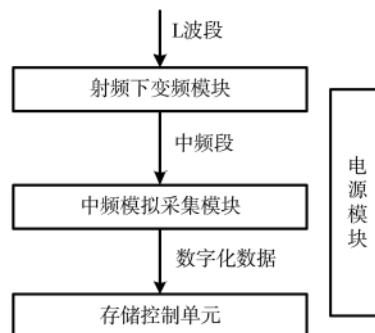 L波段
射频下变频模块
中频段
中频模拟采集模块
数字化数据
存储控制单元
电源模块